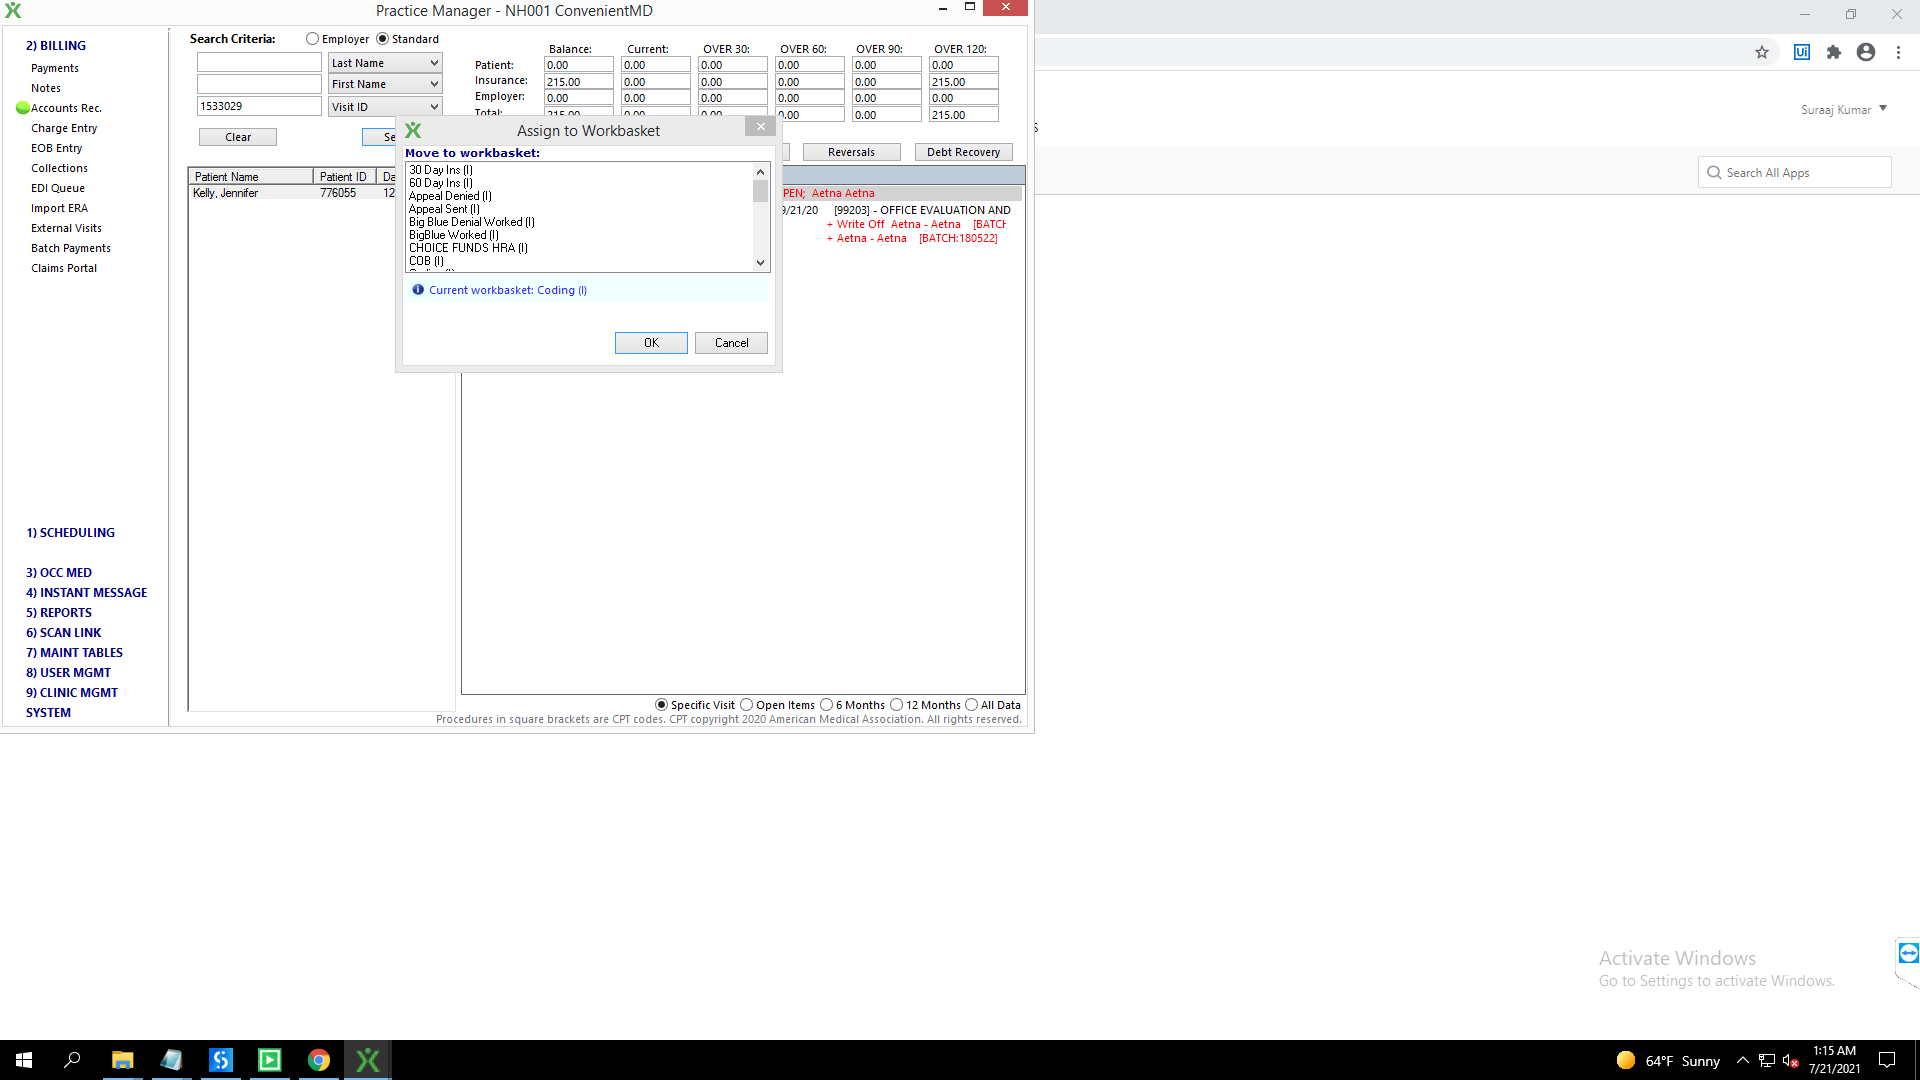 Practice Manager - NH001 ConvenientMD
2) BILLING
Payments
Notes
Accounts Rec.
Charge Entry
EOB Entry
Collections
EDI Queue
Import ERA
External Visits
Batch Payments
Claims Portal
1) SCHEDULING
3) OCC MED
4) INSTANT MESSAGE
5) REPORTS
6) SCAN LINK
7) MAINT TABLES
8) USER MGMT
9) CLINIC MGMT
SYSTEM
Search Criteria: Employer Standard
Last Name
First Name
1533029 Visit ID
Clear Se
Patient Name Patient ID Da
Kelly, Jennifer 776055 12
Balance: Current: OVER 30: OVER 60: OVER 90: OVER 120:
Patient: 0.00 0.00 0.00 0.00 0.00 0.00
Insurance: 215.00 0.00 0.00 0.00 0.00 215.00
Employer: 0.00 0.00 0.00 0.00 0.00 0.00
Total: 215.00 0.00 0.00 0.00 0.00 215.00
Reversals Debt Recovery
PEN; Aetna Aetna
9/21/20 [99203] - OFFICE EVALUATION AND
+ Write Off Aetna - Aetna [BATCH
+ Aetna - Aetna [BATCH:180522]
Assign to Workbasket
Move to workbasket:
30 Day Ins (I)
60 Day Ins (I)
Appeal Denied (I)
Appeal Sent (I)
Big Blue Denial Worked (I)
BigBlue Worked (I)
CHOICE FUNDS HRA (I)
COB (I)
Current workbasket: Coding (I)
OK Cancel
Specific Visit Open Items 6 Months 12 Months All Data
Procedures in square brackets are CPT codes. CPT copyright 2020 American Medical Association. All rights reserved.
Suraaj Kumar
Search All Apps
Activate Windows
Go to Settings to activate Windows.
64°F Sunny
1:15 AM
7/21/2021